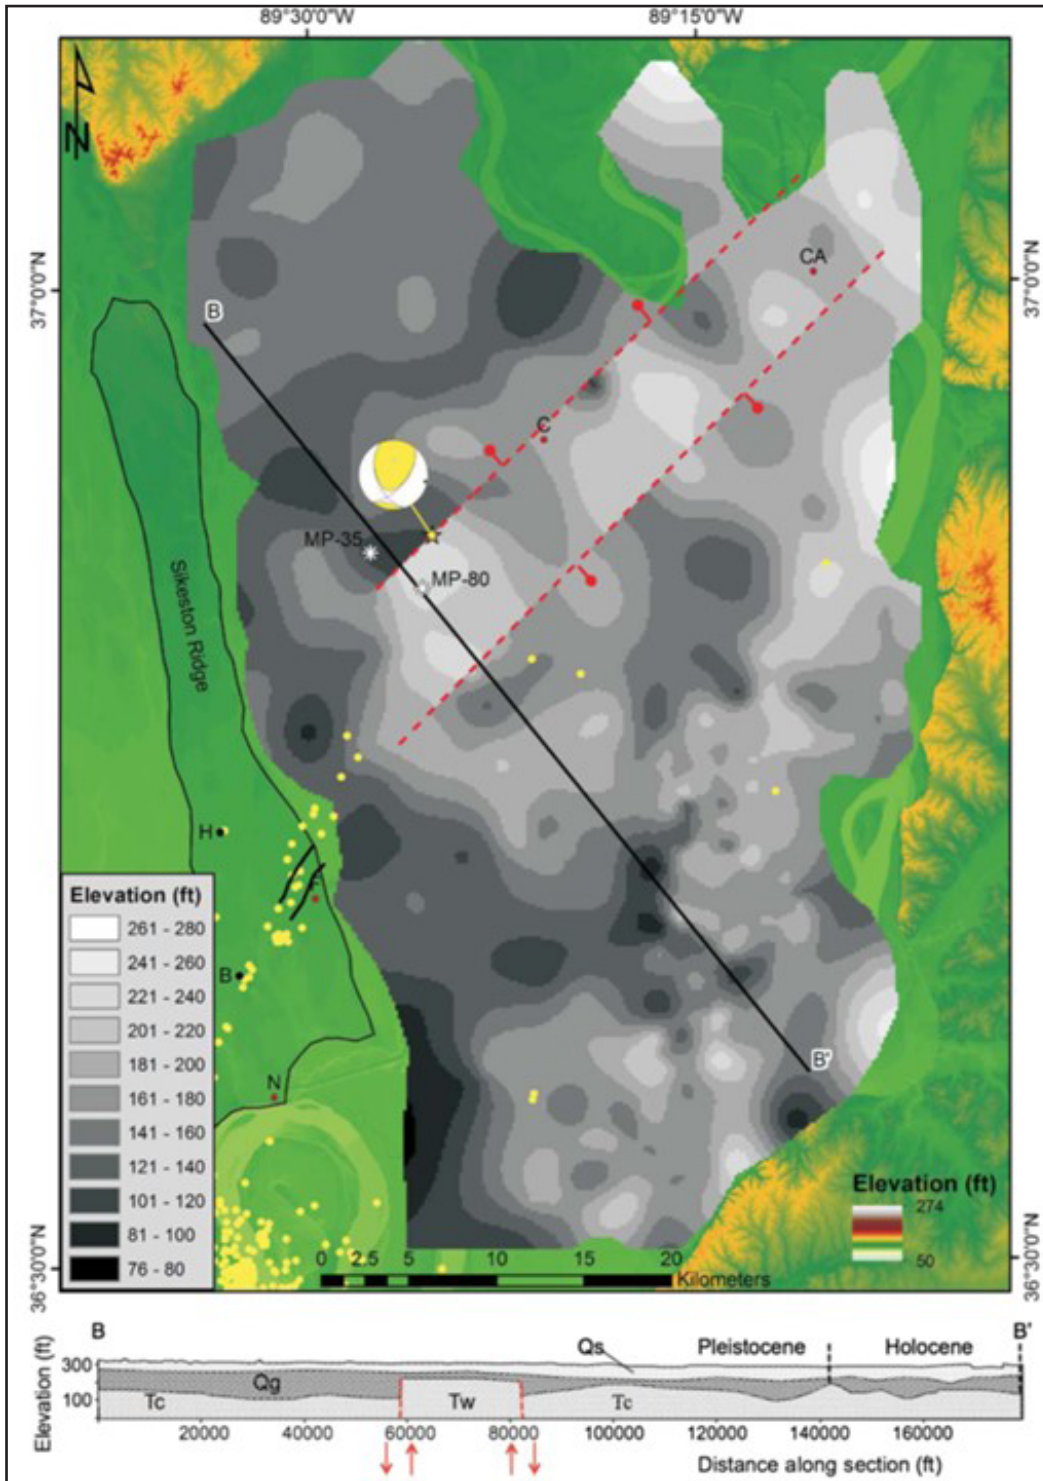 89°30'0"W
89°15'0"W
N
37°0'0"N
37°0'0"N
CA
B
C
MP-35
MP-80
Sikeston Ridge
H
B
N
B'
Elevation (ft)
261 - 280
241 - 260
221 - 240
201 - 220
181 - 200
161 - 180
141 - 160
121 - 140
101 - 120
81 - 100
76 - 80
Elevation (ft)
274
50
0 2.5 5 10 15 20
Kilometers
36°30'0"N
36°30'0"N
B
B'
Qs
Pleistocene
Holocene
Elevation (ft)
300
100
Qg
Tc
Tw
Tc
20000 40000 60000 80000 100000 120000 140000 160000
Distance along section (ft)